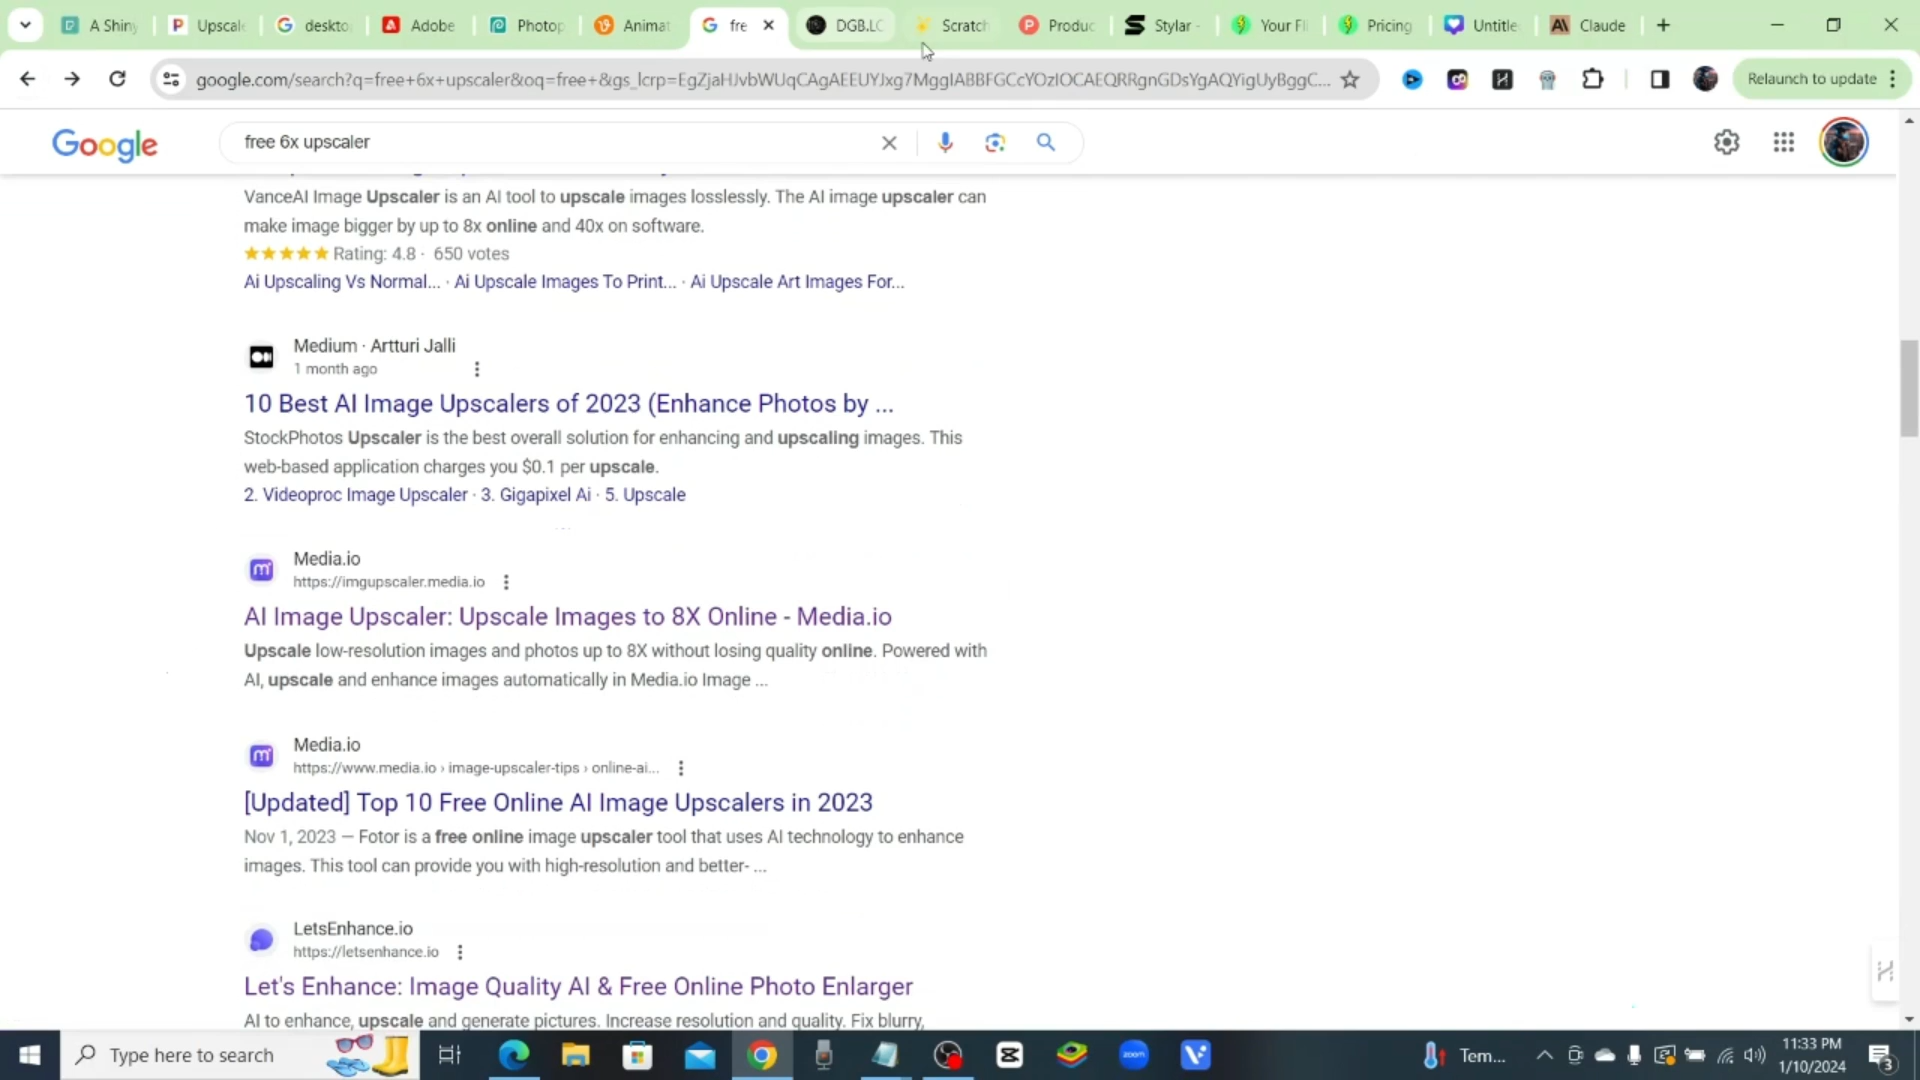 A Shiny
Upscale
deskto
Adobe
Photop
Animat
fre
DGB.LC
Scratch
Produc
Stylar -
Your Fl
Pricing
Untitle
Claude
google.com/search?q=free+6x+upscaler&oq=free+&gs_lcrp=EgZjaHJvbWUqCAgAEEUYJxg7MggIABBFGCcYOzIOCAEQRRgnGDsYgAQYigUyBggC...
Relaunch to update
Google
free 6x upscaler
VanceAI Image Upscaler is an AI tool to upscale images losslessly. The AI image upscaler can
make image bigger by up to 8x online and 40x on software.
Rating: 4.8 · 650 votes
Ai Upscaling Vs Normal... · Ai Upscale Images To Print... · Ai Upscale Art Images For...
Medium · Artturi Jalli
1 month ago
10 Best AI Image Upscalers of 2023 (Enhance Photos by ...
StockPhotos Upscaler is the best overall solution for enhancing and upscaling images. This
web-based application charges you $0.1 per upscale.
2. Videoproc Image Upscaler · 3. Gigapixel Ai · 5. Upscale
Media.io
https://imgupscaler.media.io
AI Image Upscaler: Upscale Images to 8X Online - Media.io
Upscale low-resolution images and photos up to 8X without losing quality online. Powered with
AI, upscale and enhance images automatically in Media.io Image ...
Media.io
https://www.media.io › image-upscaler-tips › online-ai...
[Updated] Top 10 Free Online AI Image Upscalers in 2023
Nov 1, 2023 — Fotor is a free online image upscaler tool that uses AI technology to enhance
images. This tool can provide you with high-resolution and better- ...
LetsEnhance.io
https://letsenhance.io
Let's Enhance: Image Quality AI & Free Online Photo Enlarger
AI to enhance, upscale and generate pictures. Increase resolution and quality. Fix blurry,
Type here to search
zoom
Tem...
11:33 PM
1/10/2024
3